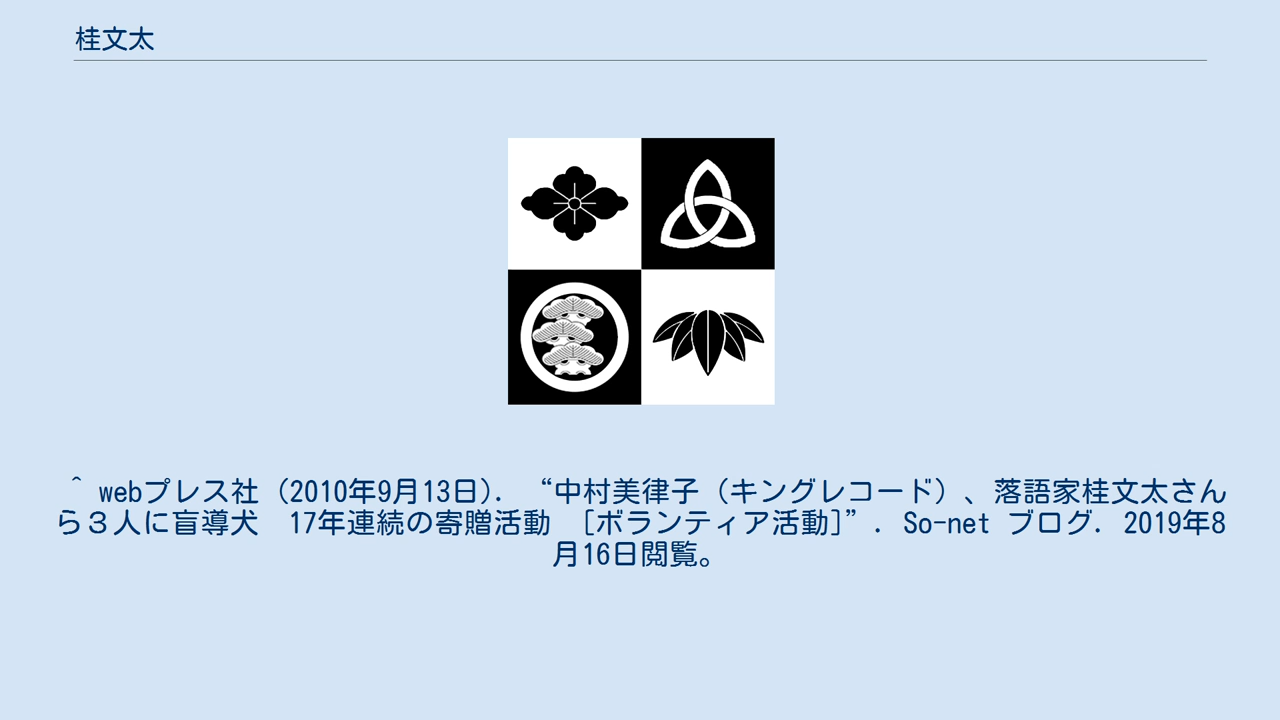 桂文太
^ webプレス社 (2010年9月13日). “中村美律子（キングレコード）、落語家桂文太さん
ら３人に盲導犬　17年連続の寄贈活動　[ボランティア活動]”. So-net ブログ. 2019年8
月16日閲覧。